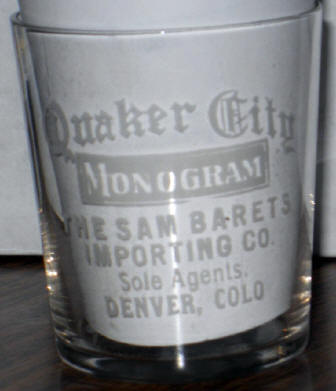 Quaker City
MONOGRAM
THE SAM BARETS
IMPORTING CO.
Sole Agents.
DENVER, COLO